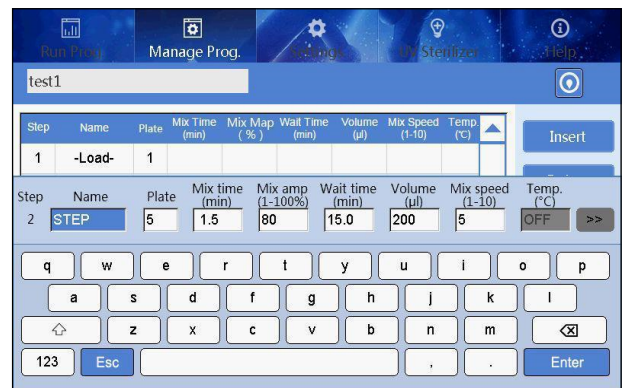 Run Prog. Manage Prog. Settings UV Sterilizer Help
test1
Step Name Plate Mix Time (min) Mix Map ( % ) Wait Time (min) Volume (µl) Mix Speed (1-10) Temp. (℃) Insert
1 -Load- 1
Step Name Plate Mix time (min) Mix amp (1-100%) Wait time (min) Volume (µl) Mix speed (1-10) Temp. (°C)
2 STEP 5 1.5 80 15.0 200 5 OFF >>
q w e r t y u i o p
a s d f g h j k l
z x c v b n m
123 Esc , . Enter